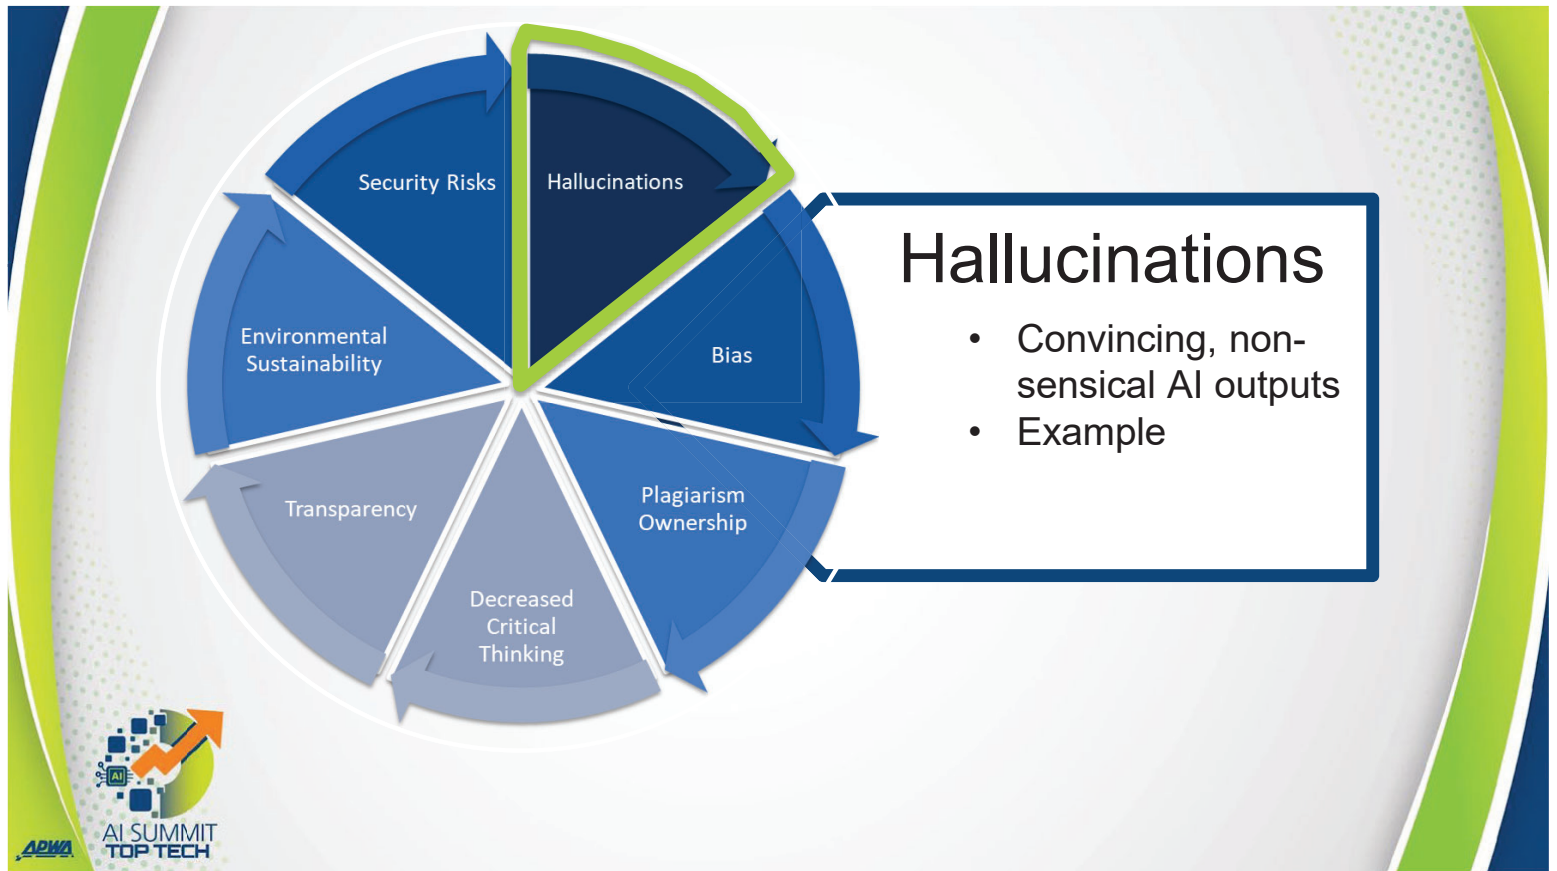 Security Risks
Hallucinations
Environmental
Sustainability
Bias
Transparency
Plagiarism
Ownership
Decreased
Critical
Thinking
Hallucinations
• Convincing, non-
sensical AI outputs
• Example
AI
AI SUMMIT
TOP TECH
APWA